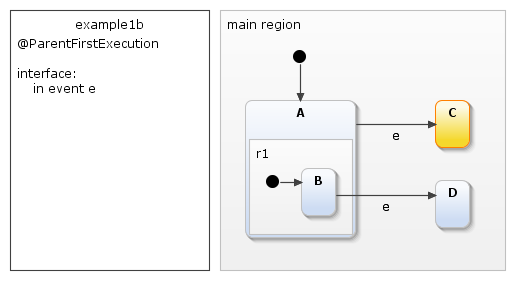 example1b
@ParentFirstExecution
interface:
in event e
main region
A
C
e
r1
B
D
e